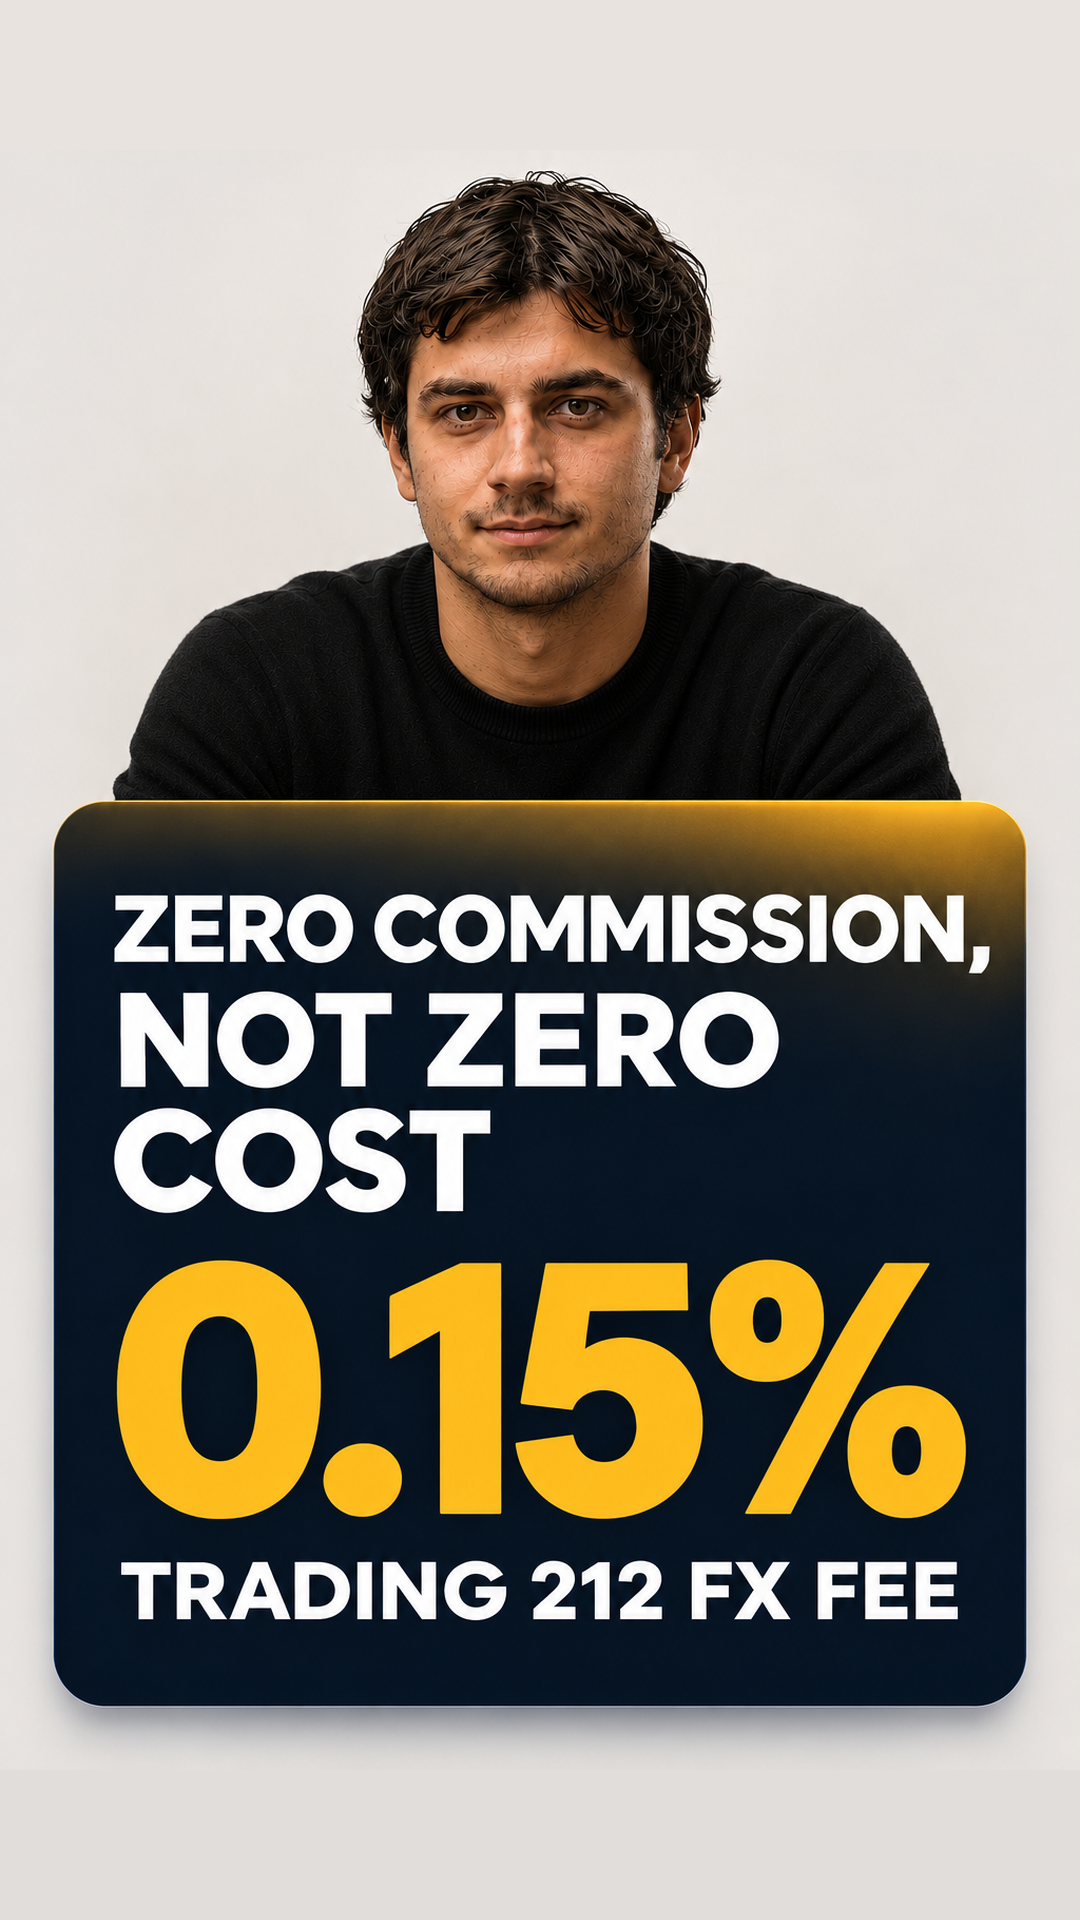 ZERO COMMISSION,
NOT ZERO
COST
0.15%
TRADING 212 FX FEE